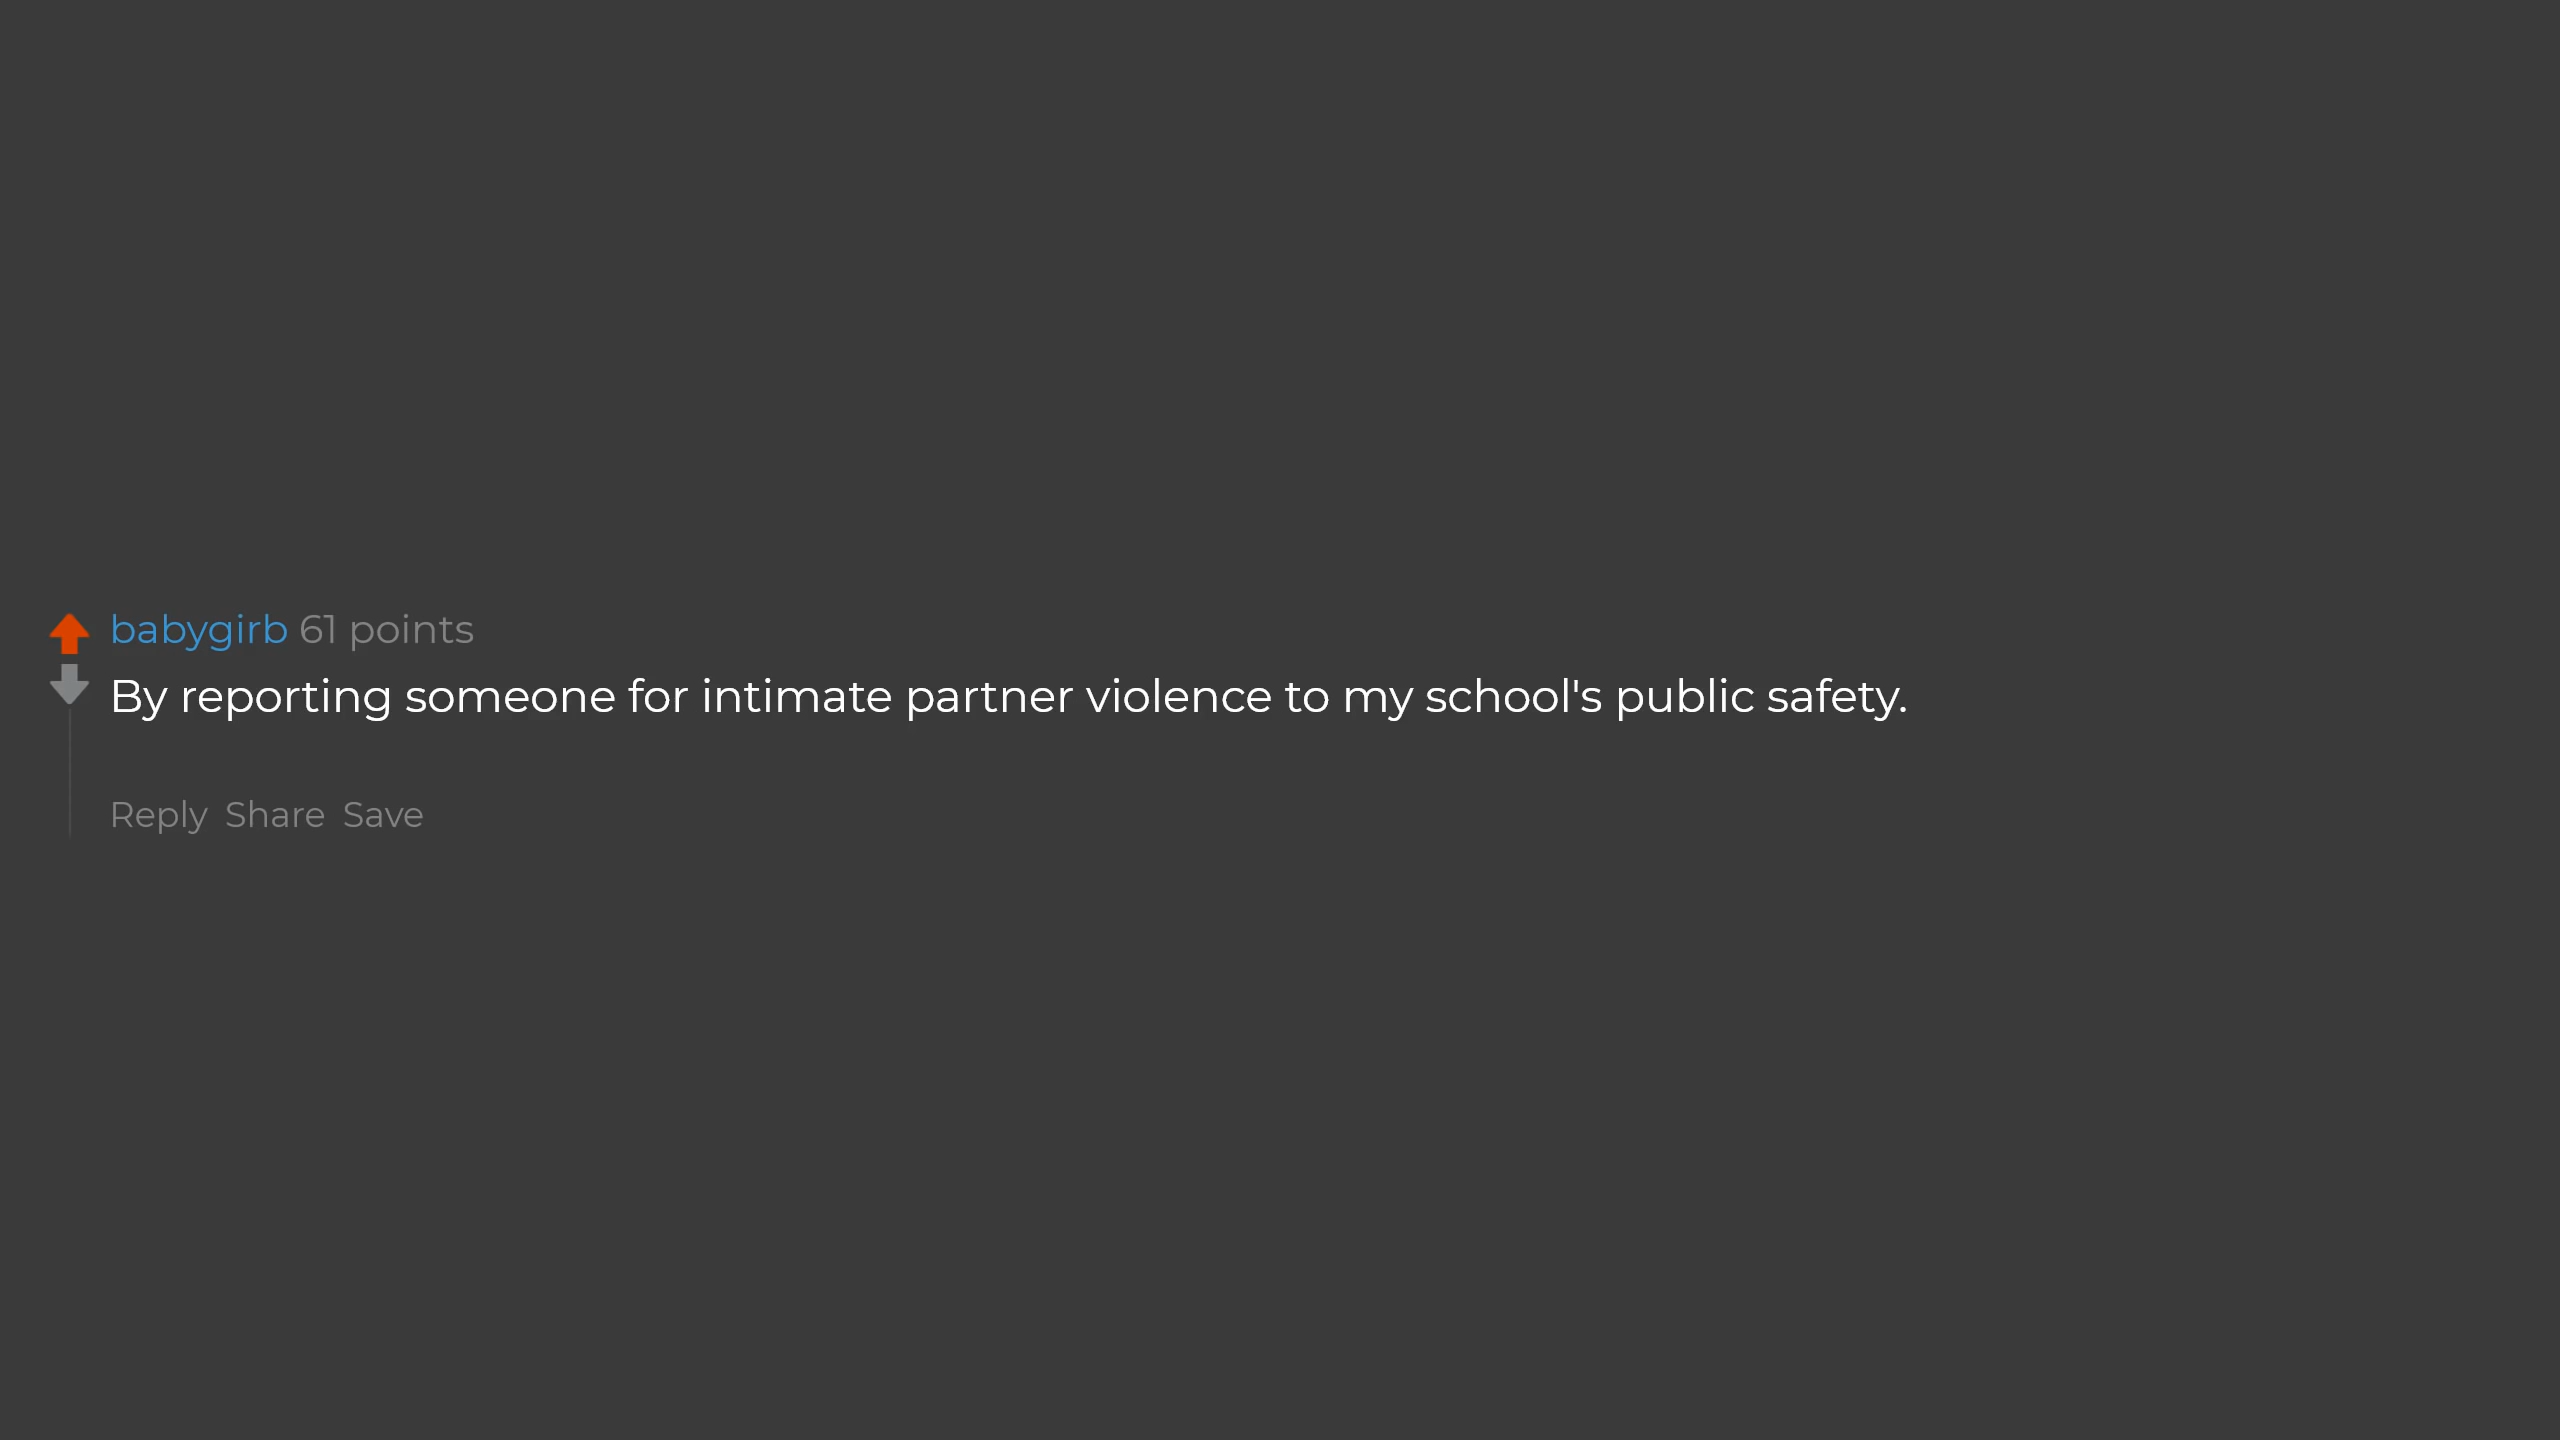 babygirb 61 points
By reporting someone for intimate partner violence to my school's public safety.
Reply Share Save